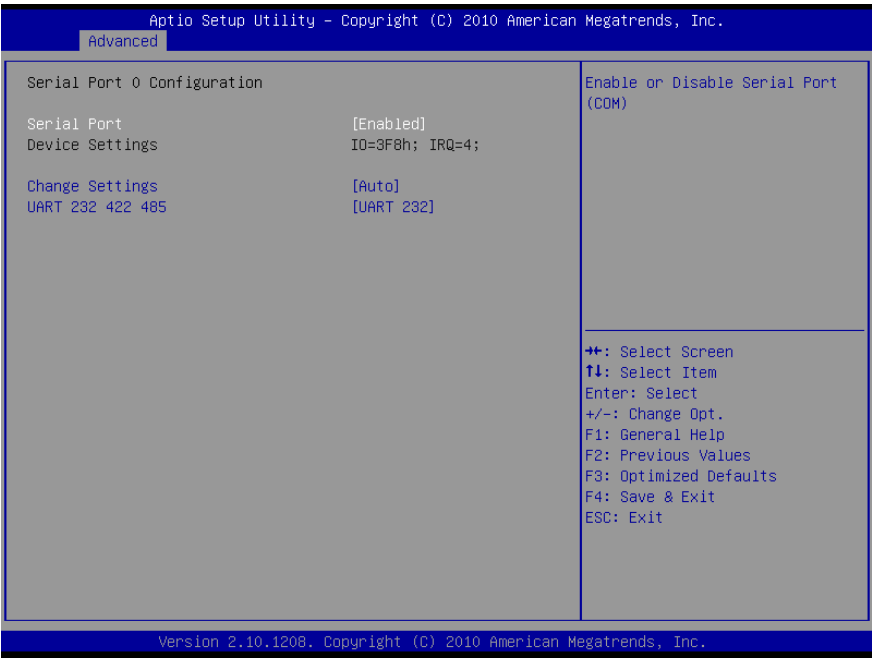 Aptio Setup Utility – Copyright (C) 2010 American Megatrends, Inc.
Advanced
Serial Port 0 Configuration
Serial Port [Enabled]
Device Settings IO=3F8h; IRQ=4;
Change Settings [Auto]
UART 232 422 485 [UART 232]
Enable or Disable Serial Port
(COM)
→←: Select Screen
↑↓: Select Item
Enter: Select
+/-: Change Opt.
F1: General Help
F2: Previous Values
F3: Optimized Defaults
F4: Save & Exit
ESC: Exit
Version 2.10.1208. Copyright (C) 2010 American Megatrends, Inc.